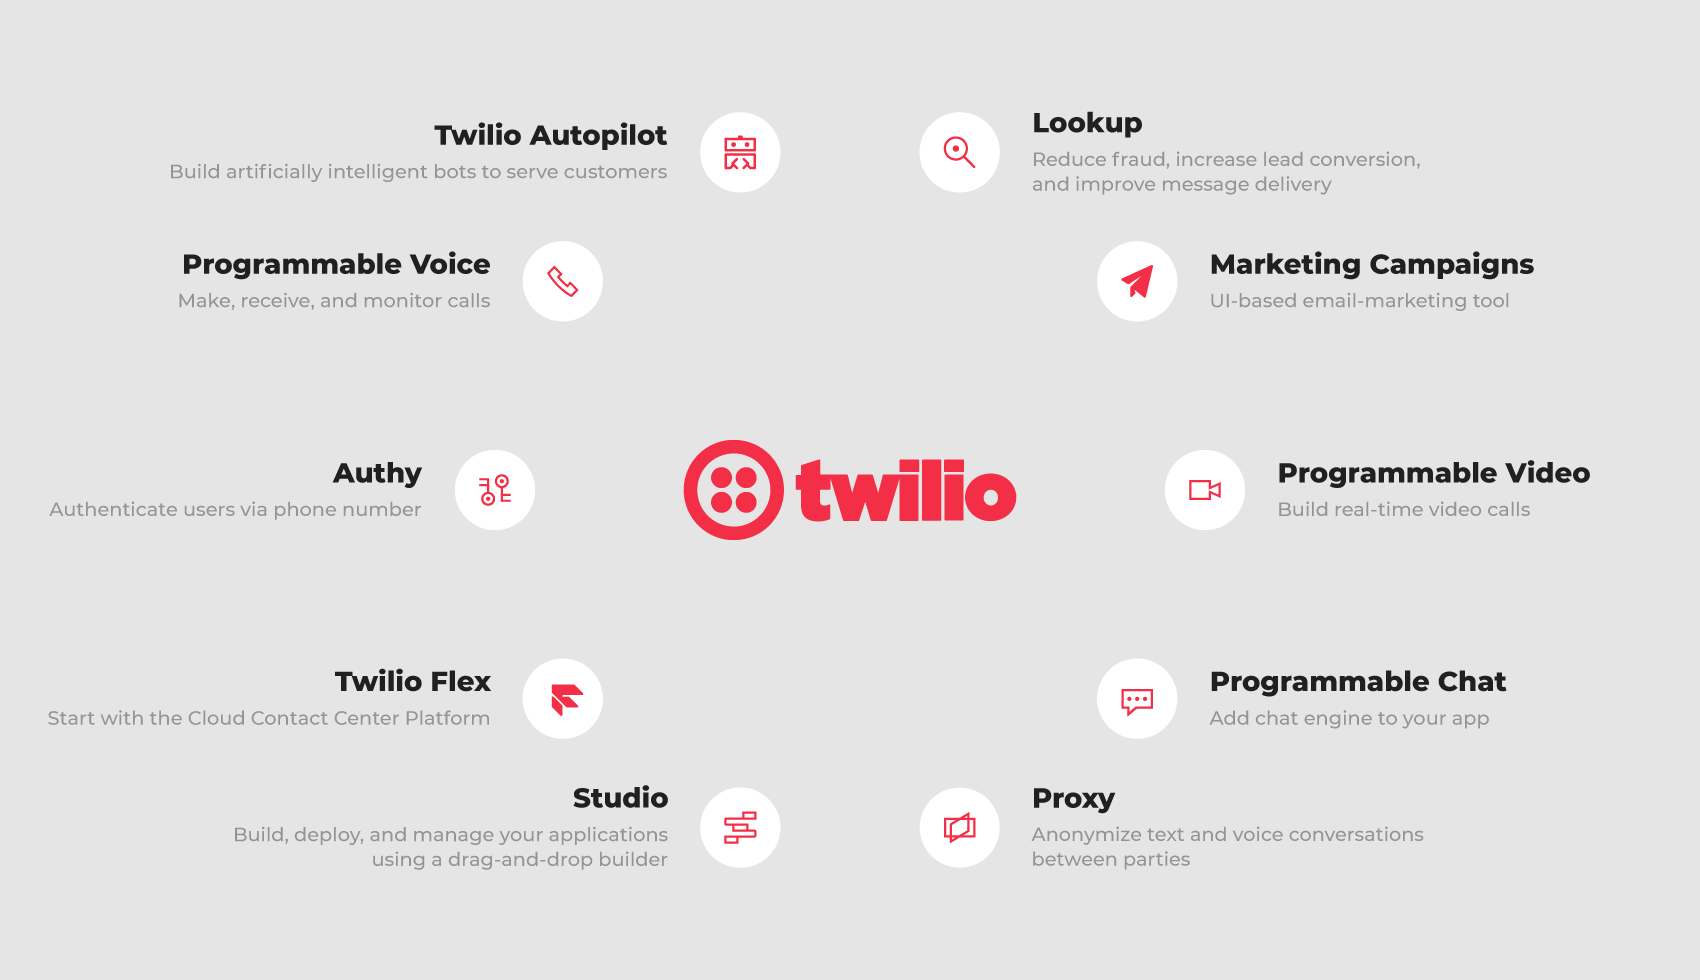 Twilio Autopilot
Build artificially intelligent bots to serve customers
Lookup
Reduce fraud, increase lead conversion,
and improve message delivery
Programmable Voice
Make, receive, and monitor calls
Marketing Campaigns
UI-based email-marketing tool
Authy
Authenticate users via phone number
twilio
Programmable Video
Build real-time video calls
Twilio Flex
Start with the Cloud Contact Center Platform
Programmable Chat
Add chat engine to your app
Studio
Build, deploy, and manage your applications
using a drag-and-drop builder
Proxy
Anonymize text and voice conversations
between parties